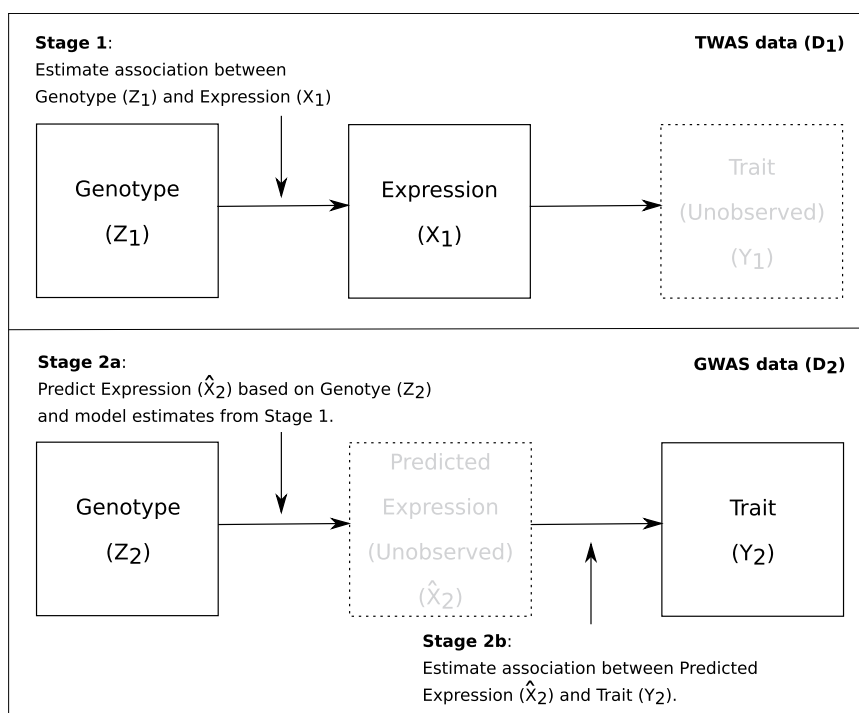 Stage 1:
TWAS data (D1)
Estimate association between
Genotype (Z1) and Expression (X1)
Genotype
(Z1)
Expression
(X1)
Trait
(Unobserved)
(Y1)
Stage 2a:
GWAS data (D2)
Predict Expression (X̂2) based on Genotye (Z2)
and model estimates from Stage 1.
Genotype
(Z2)
Predicted
Expression
(Unobserved)
(X̂2)
Trait
(Y2)
Stage 2b:
Estimate association between Predicted
Expression (X̂2) and Trait (Y2).